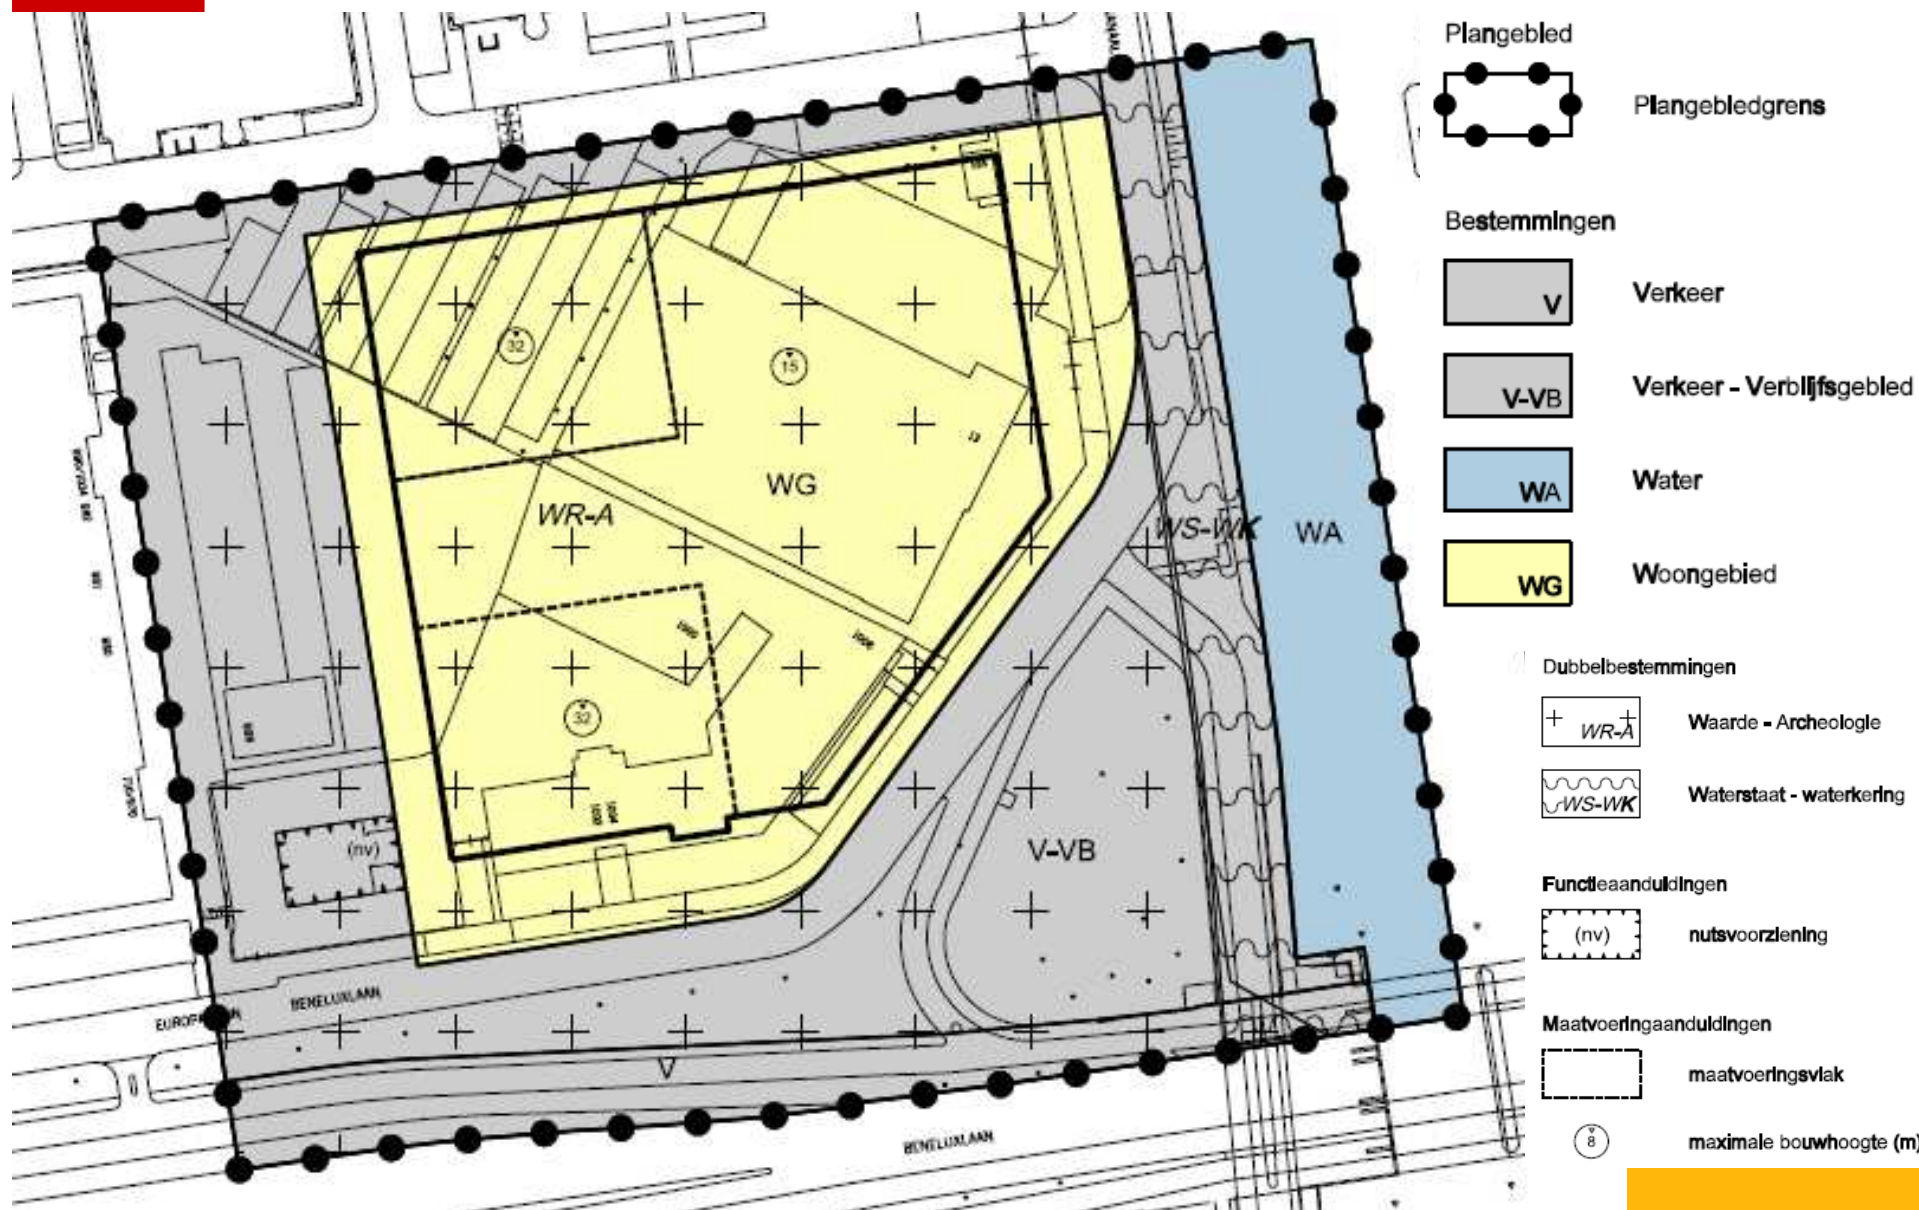 Plangebied
Plangebiedgrens
Bestemmingen
V
Verkeer
V-VB
Verkeer - Verblijfsgebied
WA
Water
WG
Woongebied
Dubbelbestemmingen
WR-A
Waarde - Archeologie
WS-WK
Waterstaat - waterkering
Functieaanduidingen
(nv)
nutsvoorziening
Maatvoeringaanduidingen
maatvoeringsvlak
8
maximale bouwhoogte (m)
32
15
13
WG
WR-A
WS-WK
WA
32
(nv)
V-VB
BENELUXLAAN
V
BENELUXLAAN